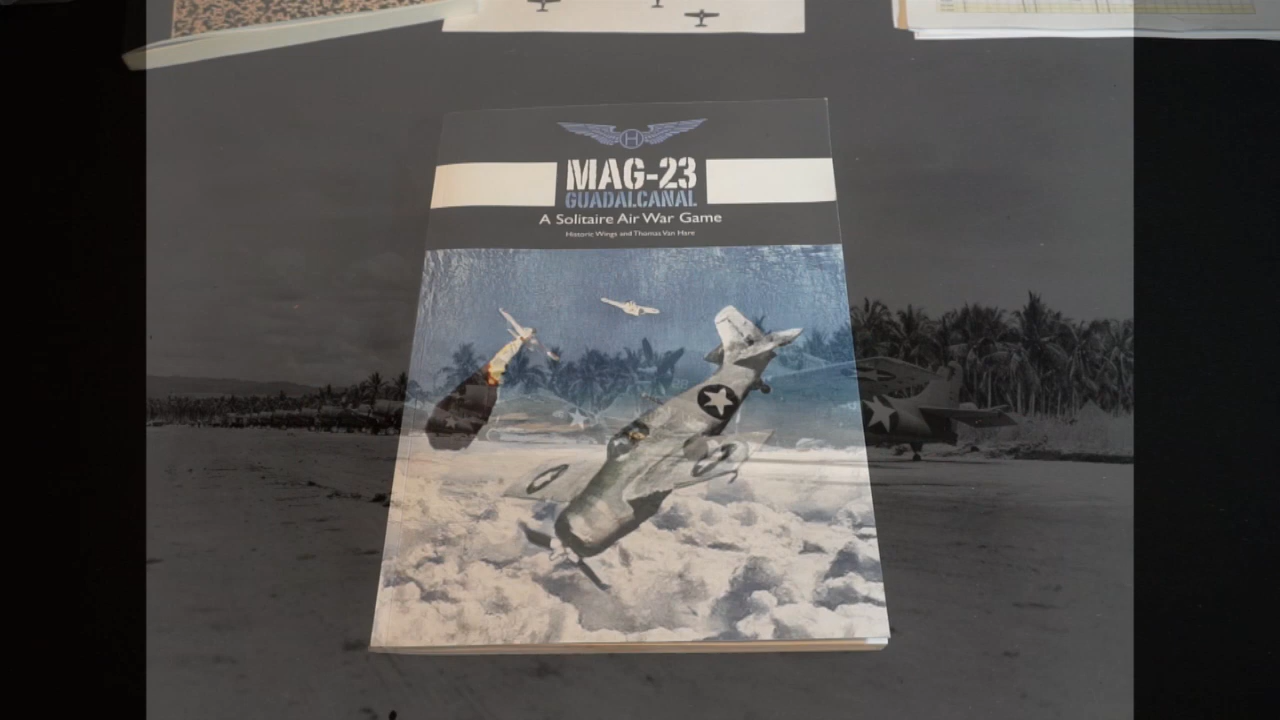 H
MAG-23
GUADALCANAL
A Solitaire Air War Game
Historic Wings and Thomas Van Hare